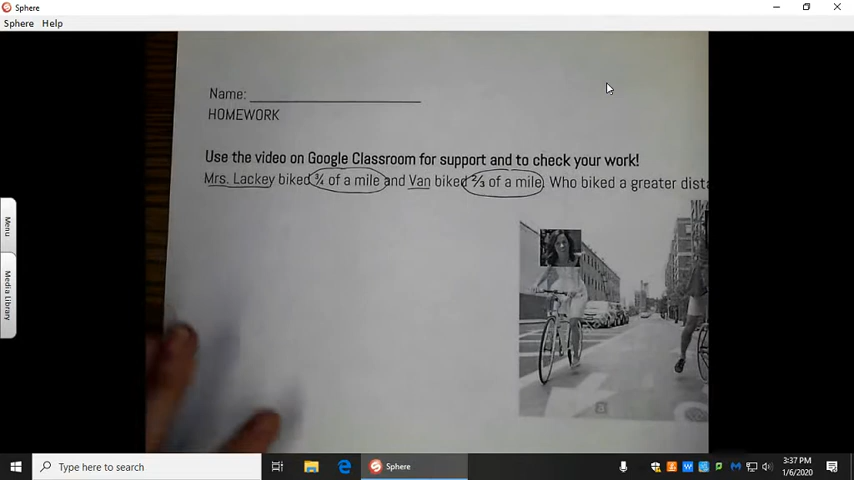 Sphere
Sphere Help
Name:
HOMEWORK
Use the video on Google Classroom for support and to check your work!
Mrs. Lackey biked ¾ of a mile and Van biked ⅔ of a mile. Who biked a greater dista
Menu
Media Library
Type here to search
Sphere
3:37 PM
1/6/2020